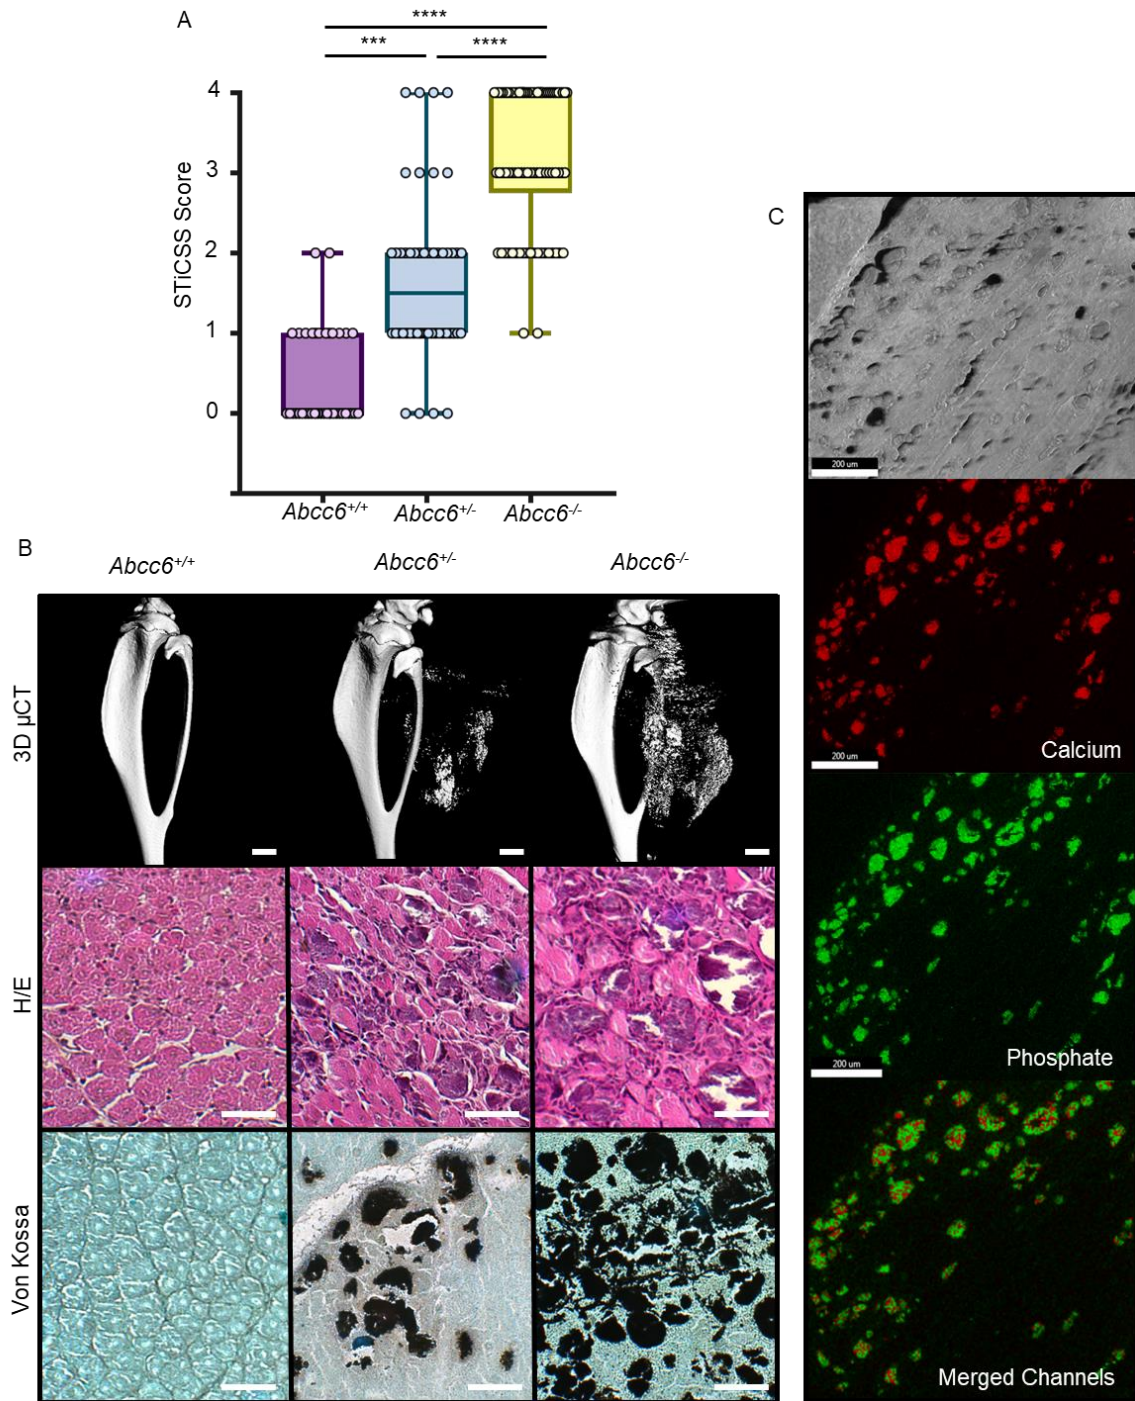 A
****
***
****
STiCSS Score
4
3
2
1
0
Abcc6+/+
Abcc6+/-
Abcc6-/-
B
Abcc6+/+
Abcc6+/-
Abcc6-/-
3D µCT
H/E
Von Kossa
C
200 um
Calcium
200 um
Phosphate
200 um
Merged Channels